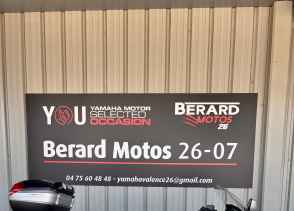 YOU
YAMAHA MOTOR
SELECTED
OCCASION
BERARD
MOTOS
26
Berard Motos 26-07
04 75 60 48 48 - yamahavalence26@gmail.com